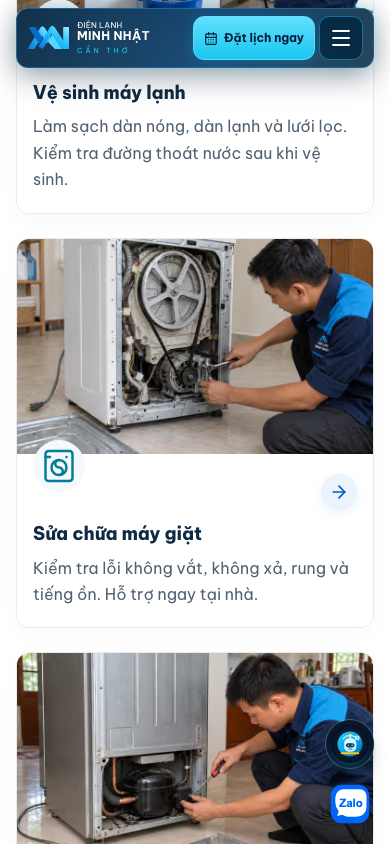 ĐIỆN LẠNH
MINH NHẬT
CẦN THƠ
Đặt lịch ngay
Vệ sinh máy lạnh
Làm sạch dàn nóng, dàn lạnh và lưới lọc.
Kiểm tra đường thoát nước sau khi vệ
sinh.
Sửa chữa máy giặt
Kiểm tra lỗi không vắt, không xả, rung và
tiếng ồn. Hỗ trợ ngay tại nhà.
Zalo